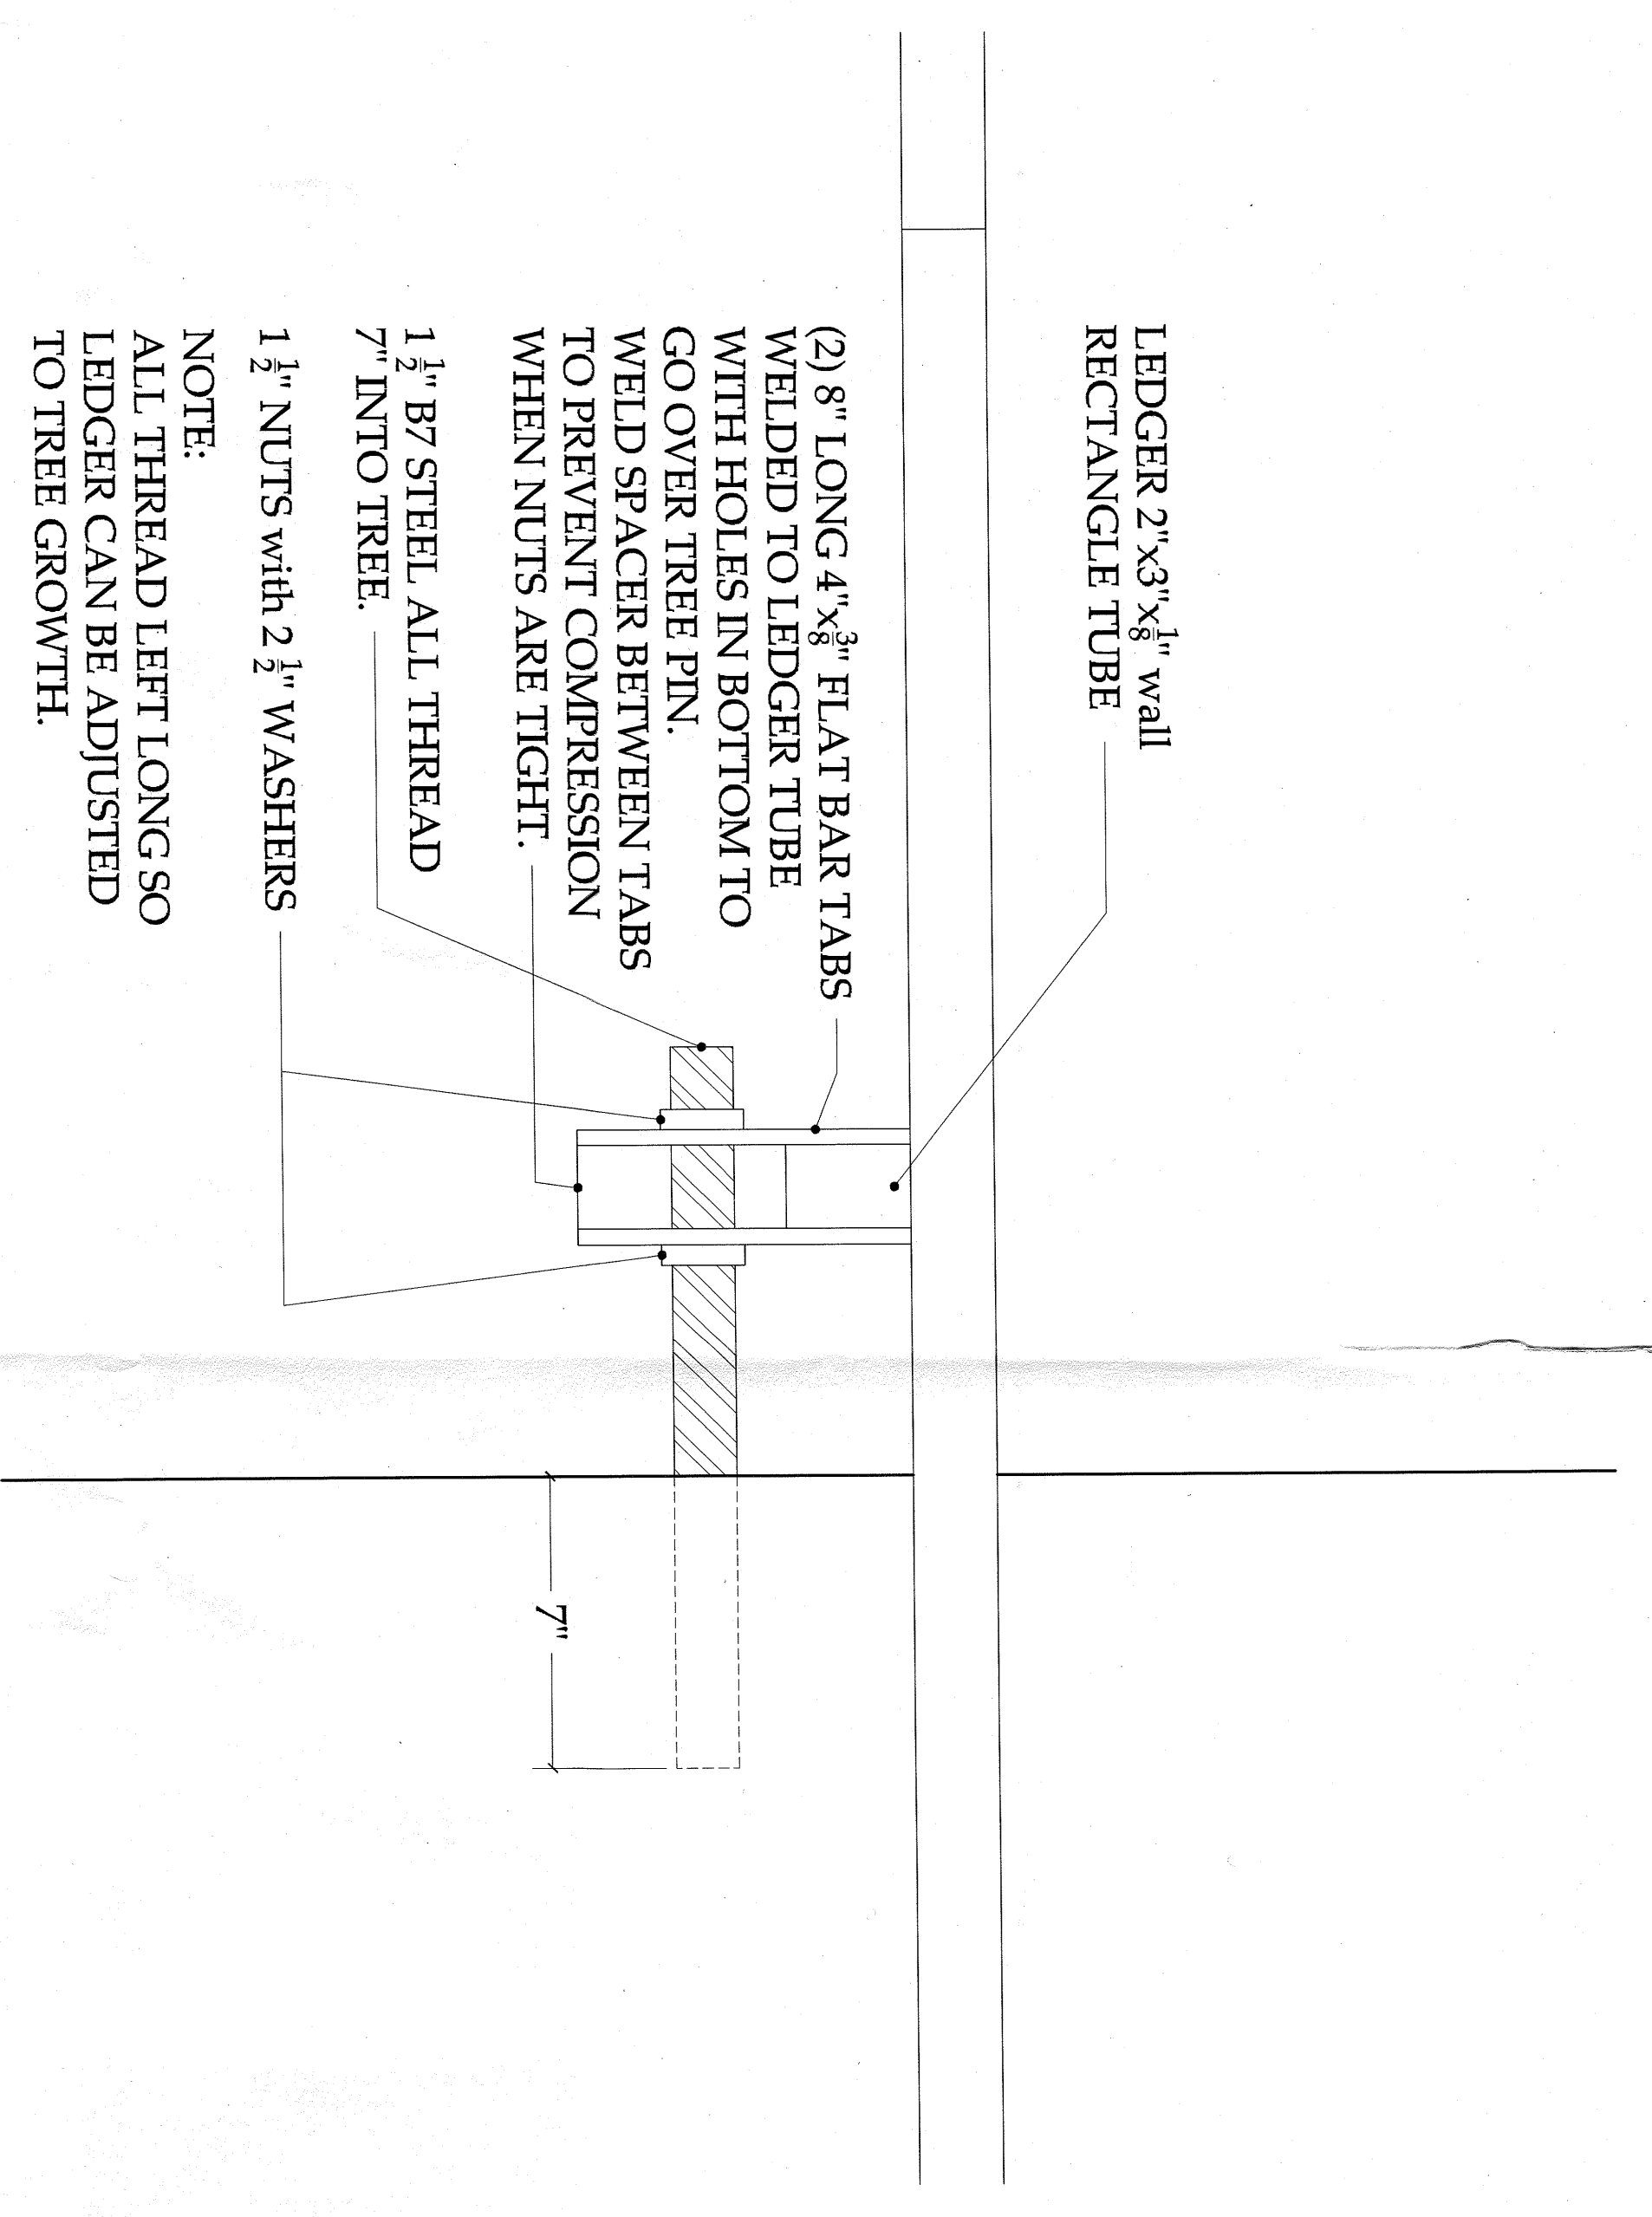 LEDGER 2"x3"x1/8" wall
RECTANGLE TUBE
(2) 8" LONG 4"x3/8" FLAT BAR TABS
WELDED TO LEDGER TUBE
WITH HOLES IN BOTTOM TO
GO OVER TREE PIN.
WELD SPACER BETWEEN TABS
TO PREVENT COMPRESSION
WHEN NUTS ARE TIGHT.
1 1/2" B7 STEEL ALL THREAD
7" INTO TREE.
1 1/2" NUTS with 2 1/2" WASHERS
NOTE:
ALL THREAD LEFT LONG SO
LEDGER CAN BE ADJUSTED
TO TREE GROWTH.
7"